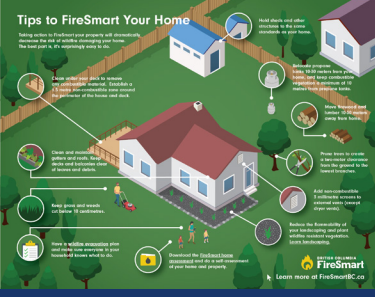 Tips to FireSmart Your Home
Taking action to FireSmart your property will dramatically
decrease the risk of wildfire damaging your home.
The best part is, it's surprisingly easy to do.
Hold sheds and other
structures to the same
standards as your home.
Relocate propane
tanks 10-30 meters from your
home, and keep combustible
vegetation a minimum of 10
meters from propane tanks.
Clean under your deck to remove
any combustible material. Establish a
1.5 metre non-combustible zone around
the perimeter of the house and deck.
Move firewood and
lumber 10-30 metres
away from home.
Clean and maintain
gutters and roofs. Keep
decks and balconies clear
of leaves and debris.
Prune trees to create
a two-meter clearance
from the ground to the
lowest branches.
Add non-combustible
3 millimetre screens to
external vents (except
dryer vents).
Keep grass and weeds
cut below 10 centimeters.
Reduce the flammability of
your landscaping and plant
wildfire resistant vegetation.
Learn landscaping.
Have a wildfire evacuation plan
and make sure everyone in your
household knows what to do.
Download the FireSmart home
assessment and do a self-assessment
of your home and property.
BRITISH COLUMBIA
FireSmart
Learn more at FireSmartBC.ca